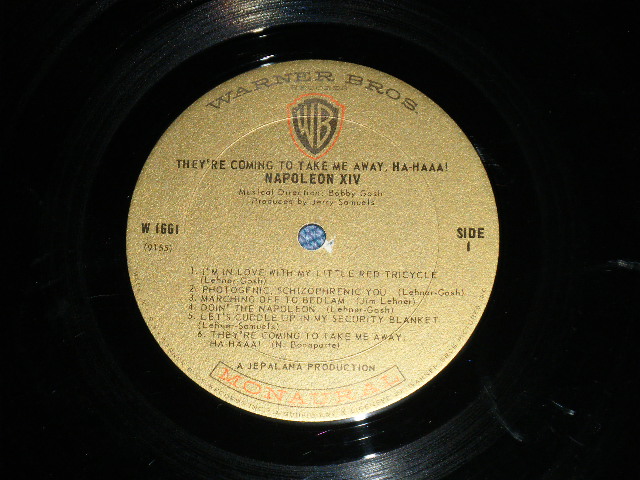 WARNER BROS.
RECORDS
WB
THEY'RE COMING TO TAKE ME AWAY, HA-HAAA!
NAPOLEON XIV
Musical Direction: Bobby Gosh
Produced by Jerry Samuels
W 1661
(9155)
SIDE
1
1. I'M IN LOVE WITH MY LITTLE RED TRICYCLE
(Lehner-Gosh)
2. PHOTOGENIC, SCHIZOPHRENIC YOU (Lehner-Gosh)
3. MARCHING OFF TO BEDLAM (Jim Lehner)
4. DOIN' THE NAPOLEON (Lehner-Gosh)
5. LET'S CUDDLE UP IN MY SECURITY BLANKET
(Lehner-Samuels)
6. THEY'RE COMING TO TAKE ME AWAY,
HA-HAAA! (N. Bonaparte)
A JEPALANA PRODUCTION
MONAURAL